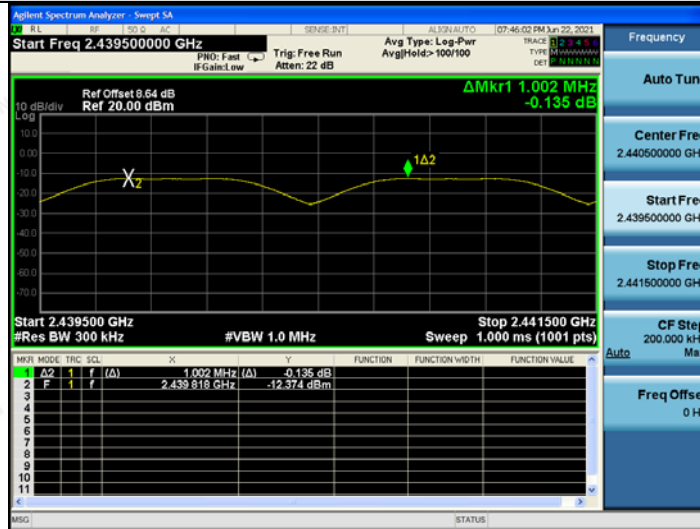 Agilent Spectrum Analyzer - Swept SA
RL RF 50 Ω AC SENSE:INT ALIGN AUTO 07:46:02 PM Jun 22, 2021
Start Freq 2.439500000 GHz
PNO: Fast
IFGain:Low
Trig: Free Run
Atten: 22 dB
Avg Type: Log-Pwr
Avg|Hold:> 100/100
TRACE 1 2 3 4 5 6
TYPE MWWWWW
DET P N N N N N
Ref Offset 8.64 dB
10 dB/div Ref 20.00 dBm
Log
ΔMkr1 1.002 MHz
-0.135 dB
10.0
0.00
-10.0
-20.0
-30.0
-40.0
-50.0
-60.0
-70.0
X2
1Δ2
Start 2.439500 GHz Stop 2.441500 GHz
#Res BW 300 kHz #VBW 1.0 MHz Sweep 1.000 ms (1001 pts)
MKR MODE TRC SCL X Y FUNCTION FUNCTION WIDTH FUNCTION VALUE
1 Δ2 1 f (Δ) 1.002 MHz (Δ) -0.135 dB
2 F 1 f 2.439 818 GHz -12.374 dBm
3
4
5
6
7
8
9
10
11
MSG STATUS
Frequency
Auto Tun
Center Fre
2.440500000 GH
Start Fre
2.439500000 GH
Stop Fre
2.441500000 GH
CF Ste
200.000 kH
Auto Ma
Freq Offse
0 H